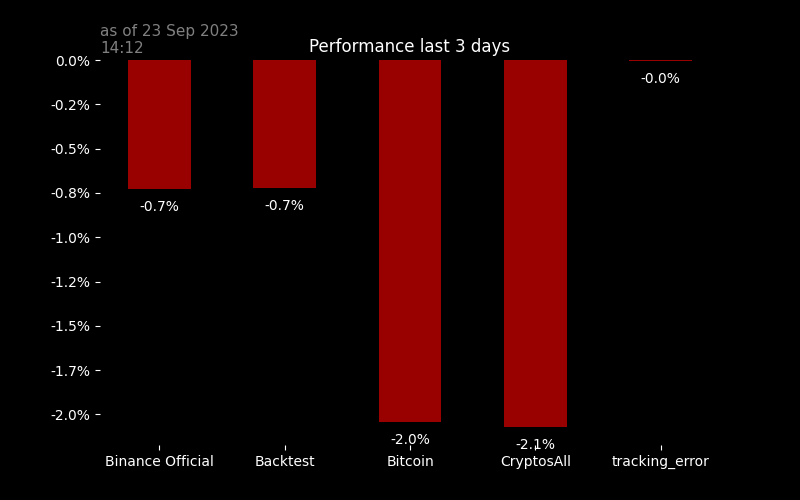 as of 23 Sep 2023
14:12
Performance last 3 days
0.0%
-0.2%
-0.5%
-0.8%
-1.0%
-1.2%
-1.5%
-1.7%
-2.0%
-0.7%
-0.7%
-2.0%
-2.1%
-0.0%
Binance Official
Backtest
Bitcoin
CryptosAll
tracking_error